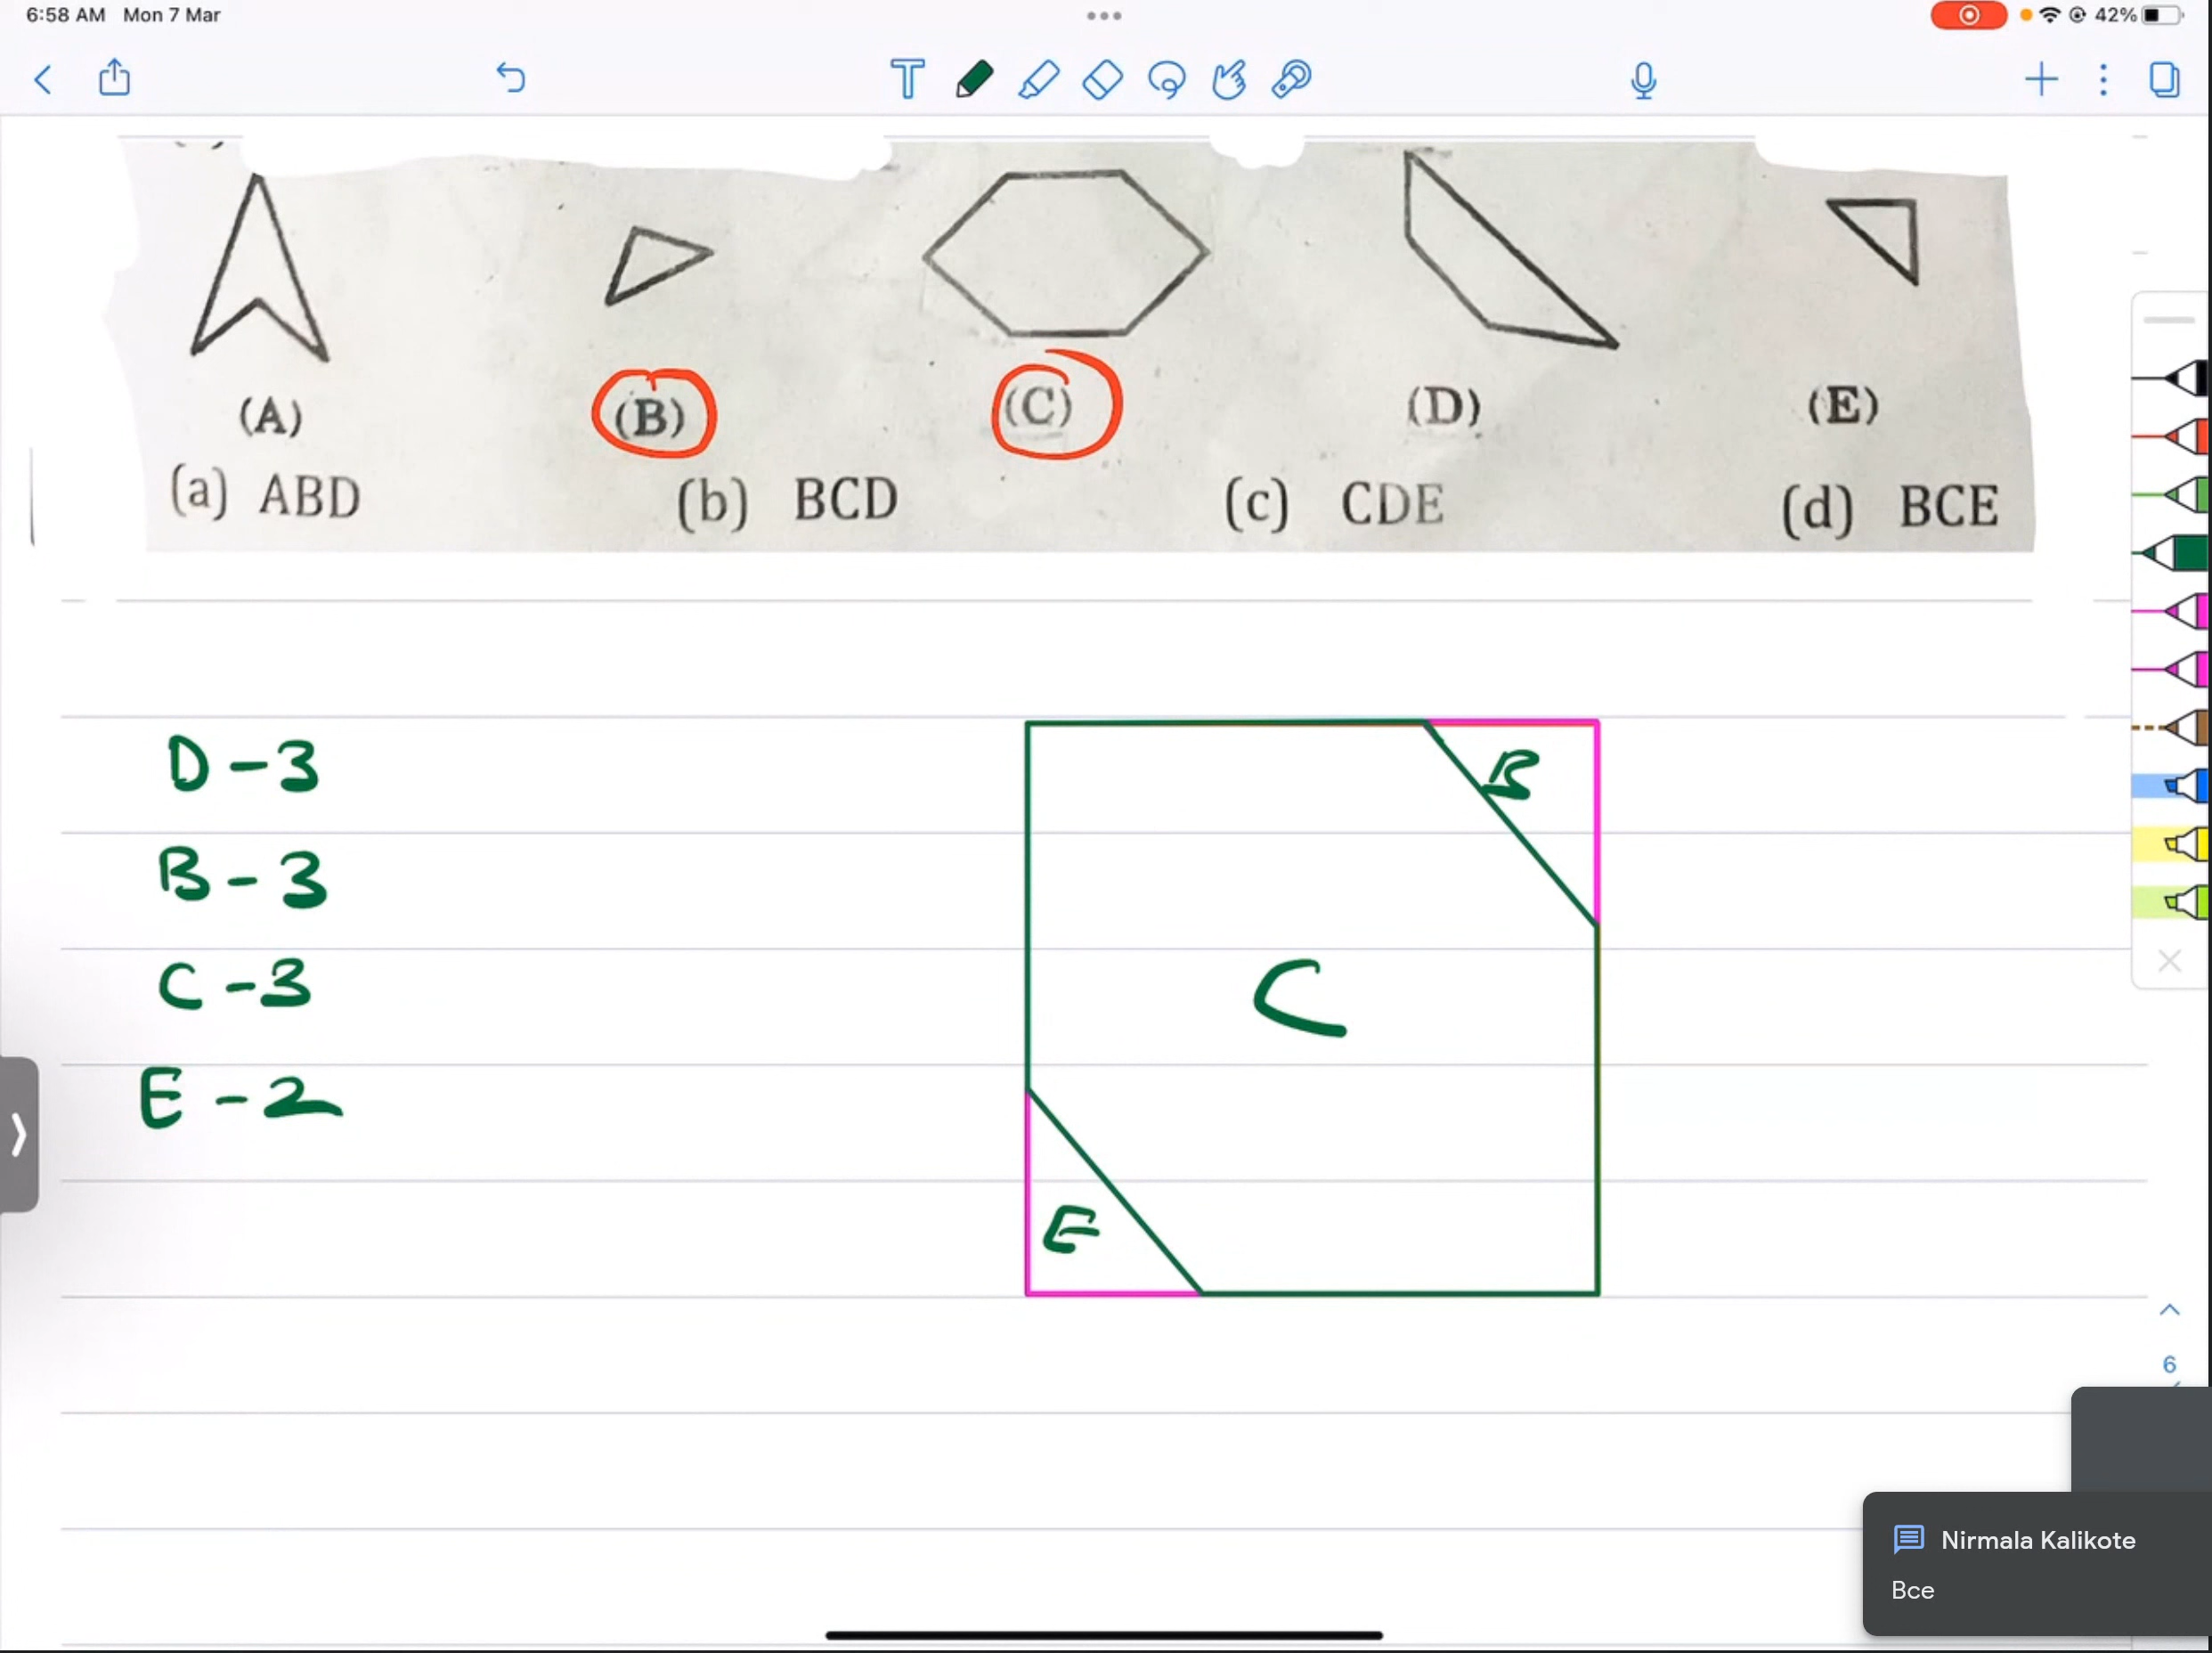 6:58 AM Mon 7 Mar
42%
(A) (B) (C) (D) (E)
(a) ABD (b) BCD (c) CDE (d) BCE
D - 3
B - 3
C - 3
E - 2
B
C
E
6
Nirmala Kalikote
Bce